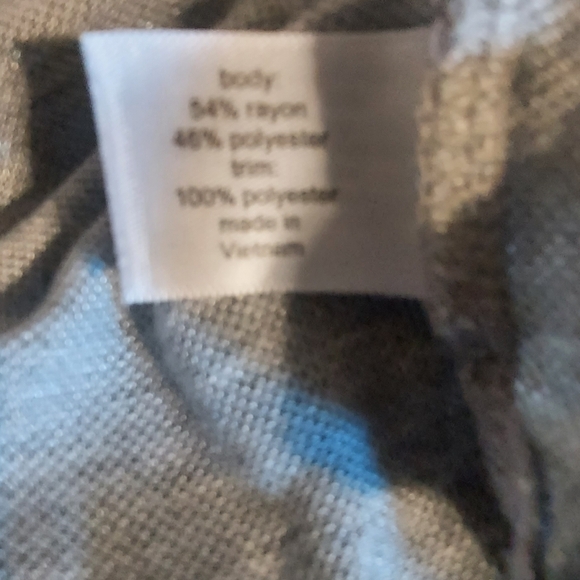 body:
54% rayon
46% polyester
trim:
100% polyester
made in
Vietnam